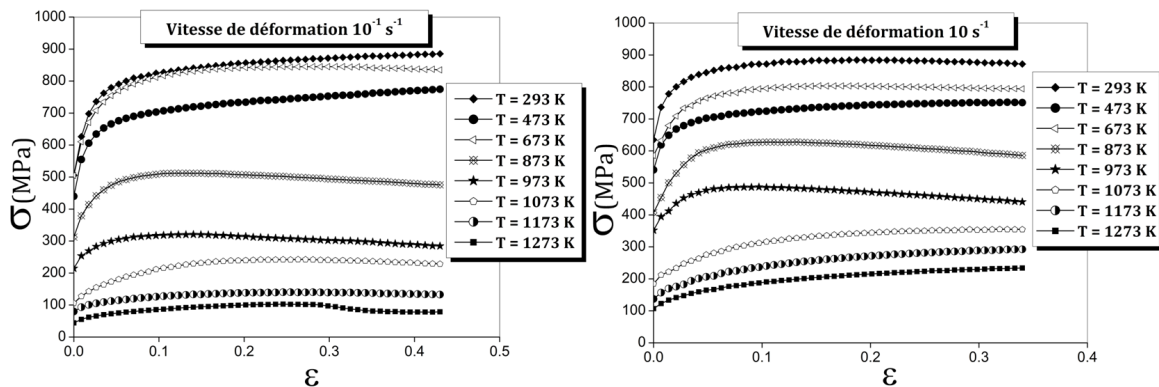 Vitesse de déformation 10⁻¹ s⁻¹
1000
900
800
700
600
500
400
300
200
100
0
σ(MPa)
0.0 0.1 0.2 0.3 0.4 0.5
ε
T = 293 K
T = 473 K
T = 673 K
T = 873 K
T = 973 K
T = 1073 K
T = 1173 K
T = 1273 K
Vitesse de déformation 10 s⁻¹
1000
900
800
700
600
500
400
300
200
100
0
σ(MPa)
0.0 0.1 0.2 0.3 0.4
ε
T = 293 K
T = 473 K
T = 673 K
T = 873 K
T = 973 K
T = 1073 K
T = 1173 K
T = 1273 K